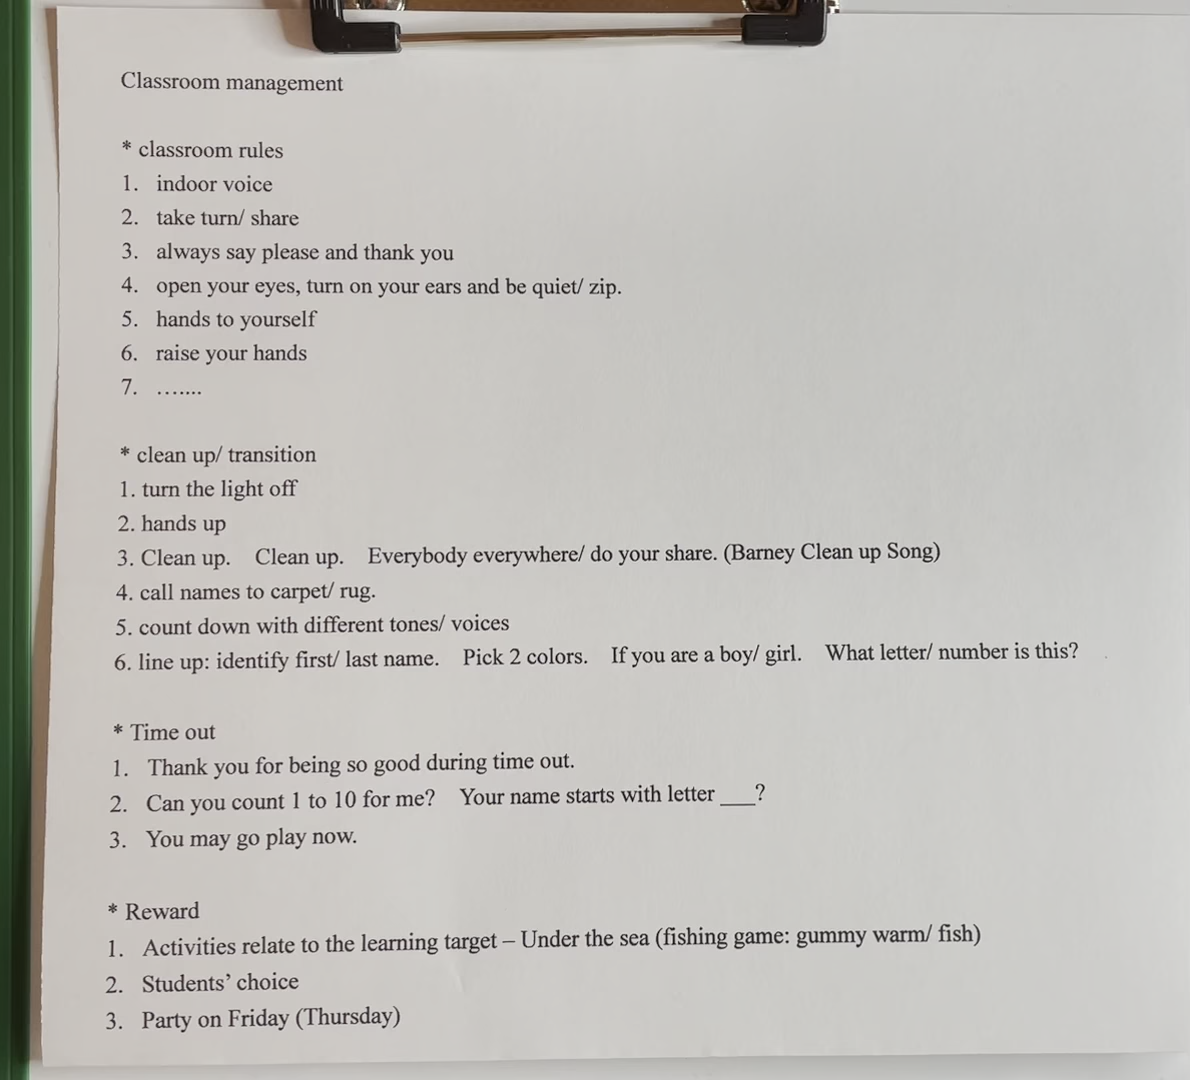 Classroom management
* classroom rules
1. indoor voice
2. take turn/ share
3. always say please and thank you
4. open your eyes, turn on your ears and be quiet/ zip.
5. hands to yourself
6. raise your hands
7. .......
* clean up/ transition
1. turn the light off
2. hands up
3. Clean up. Clean up. Everybody everywhere/ do your share. (Barney Clean up Song)
4. call names to carpet/ rug.
5. count down with different tones/ voices
6. line up: identify first/ last name. Pick 2 colors. If you are a boy/ girl. What letter/ number is this?
* Time out
1. Thank you for being so good during time out.
2. Can you count 1 to 10 for me? Your name starts with letter ___?
3. You may go play now.
* Reward
1. Activities relate to the learning target – Under the sea (fishing game: gummy warm/ fish)
2. Students’ choice
3. Party on Friday (Thursday)